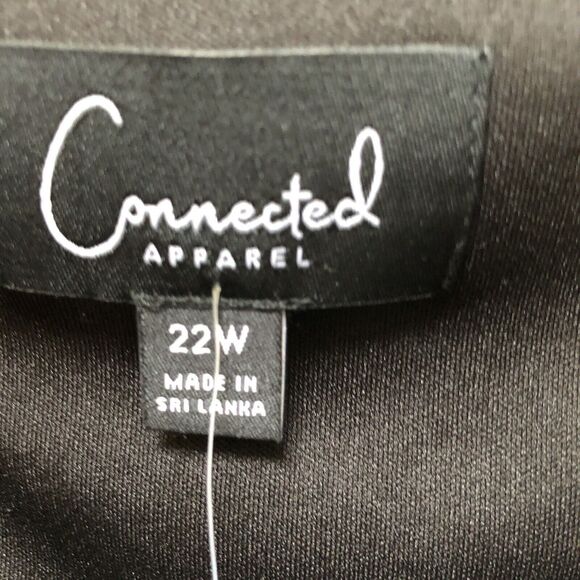 Connected
APPAREL
22W
MADE IN
SRI LANKA